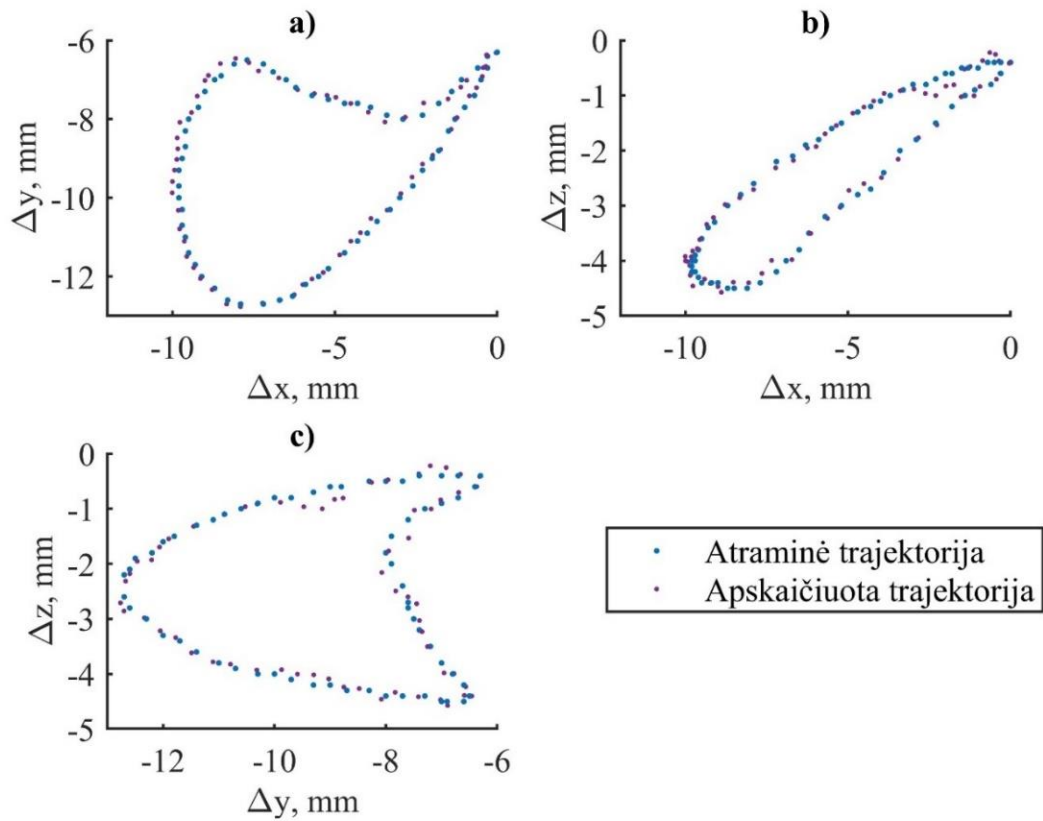 a)
-6
-8
-10
-12
Δy, mm
-10 -5 0
Δx, mm
b)
0
-1
-2
-3
-4
-5
Δz, mm
-10 -5 0
Δx, mm
c)
0
-1
-2
-3
-4
-5
Δz, mm
-12 -10 -8 -6
Δy, mm
Atraminė trajektorija
Apskaičiuota trajektorija